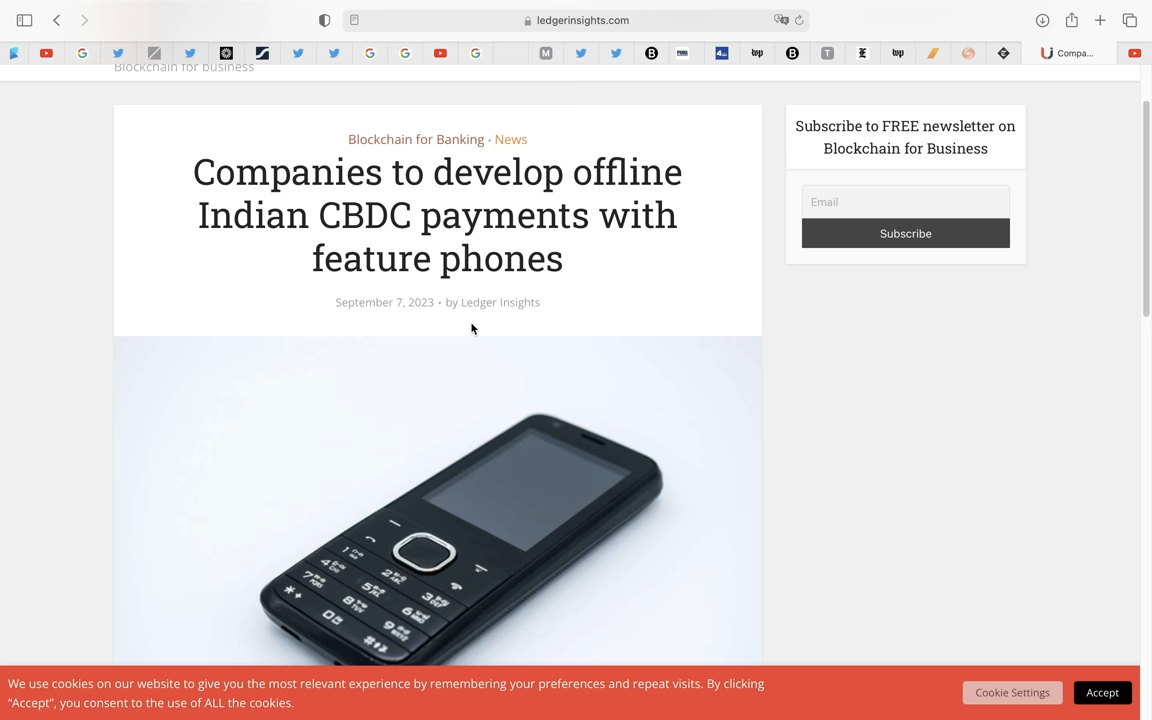 ledgerinsights.com
Compa...
Blockchain for business
Blockchain for Banking • News
Companies to develop offline
Indian CBDC payments with
feature phones
September 7, 2023 • by Ledger Insights
Subscribe to FREE newsletter on
Blockchain for Business
Email
Subscribe
We use cookies on our website to give you the most relevant experience by remembering your preferences and repeat visits. By clicking
“Accept”, you consent to the use of ALL the cookies.
Cookie Settings
Accept